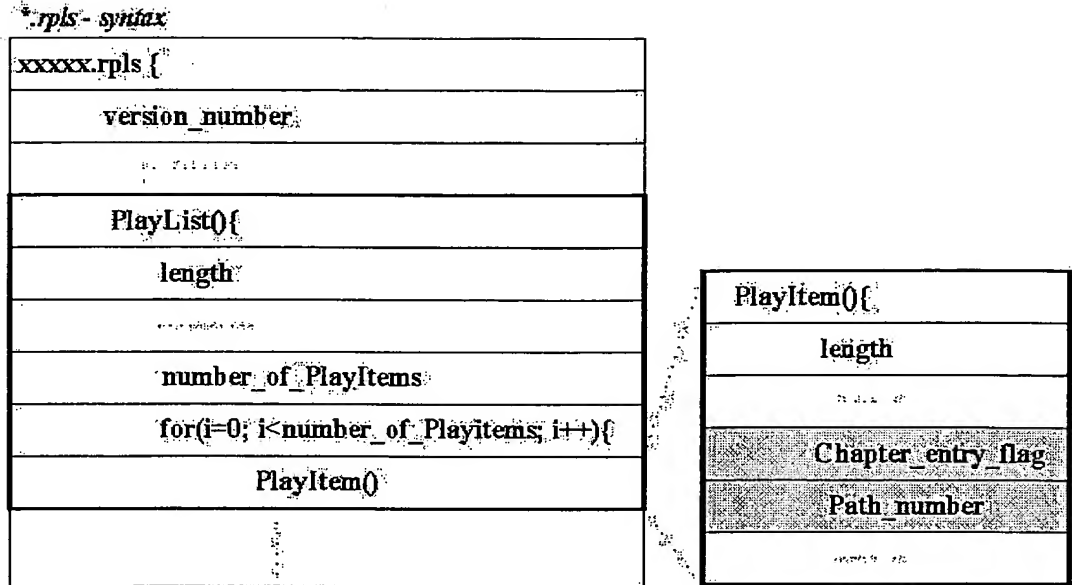 *.rpls - syntax
xxxxx.rpls {
version_number
PlayList(){
length
number_of_PlayItems
for(i=0; i<number_of_Playitems; i++){
PlayItem()
PlayItem(){
length
Chapter_entry_flag
Path_number